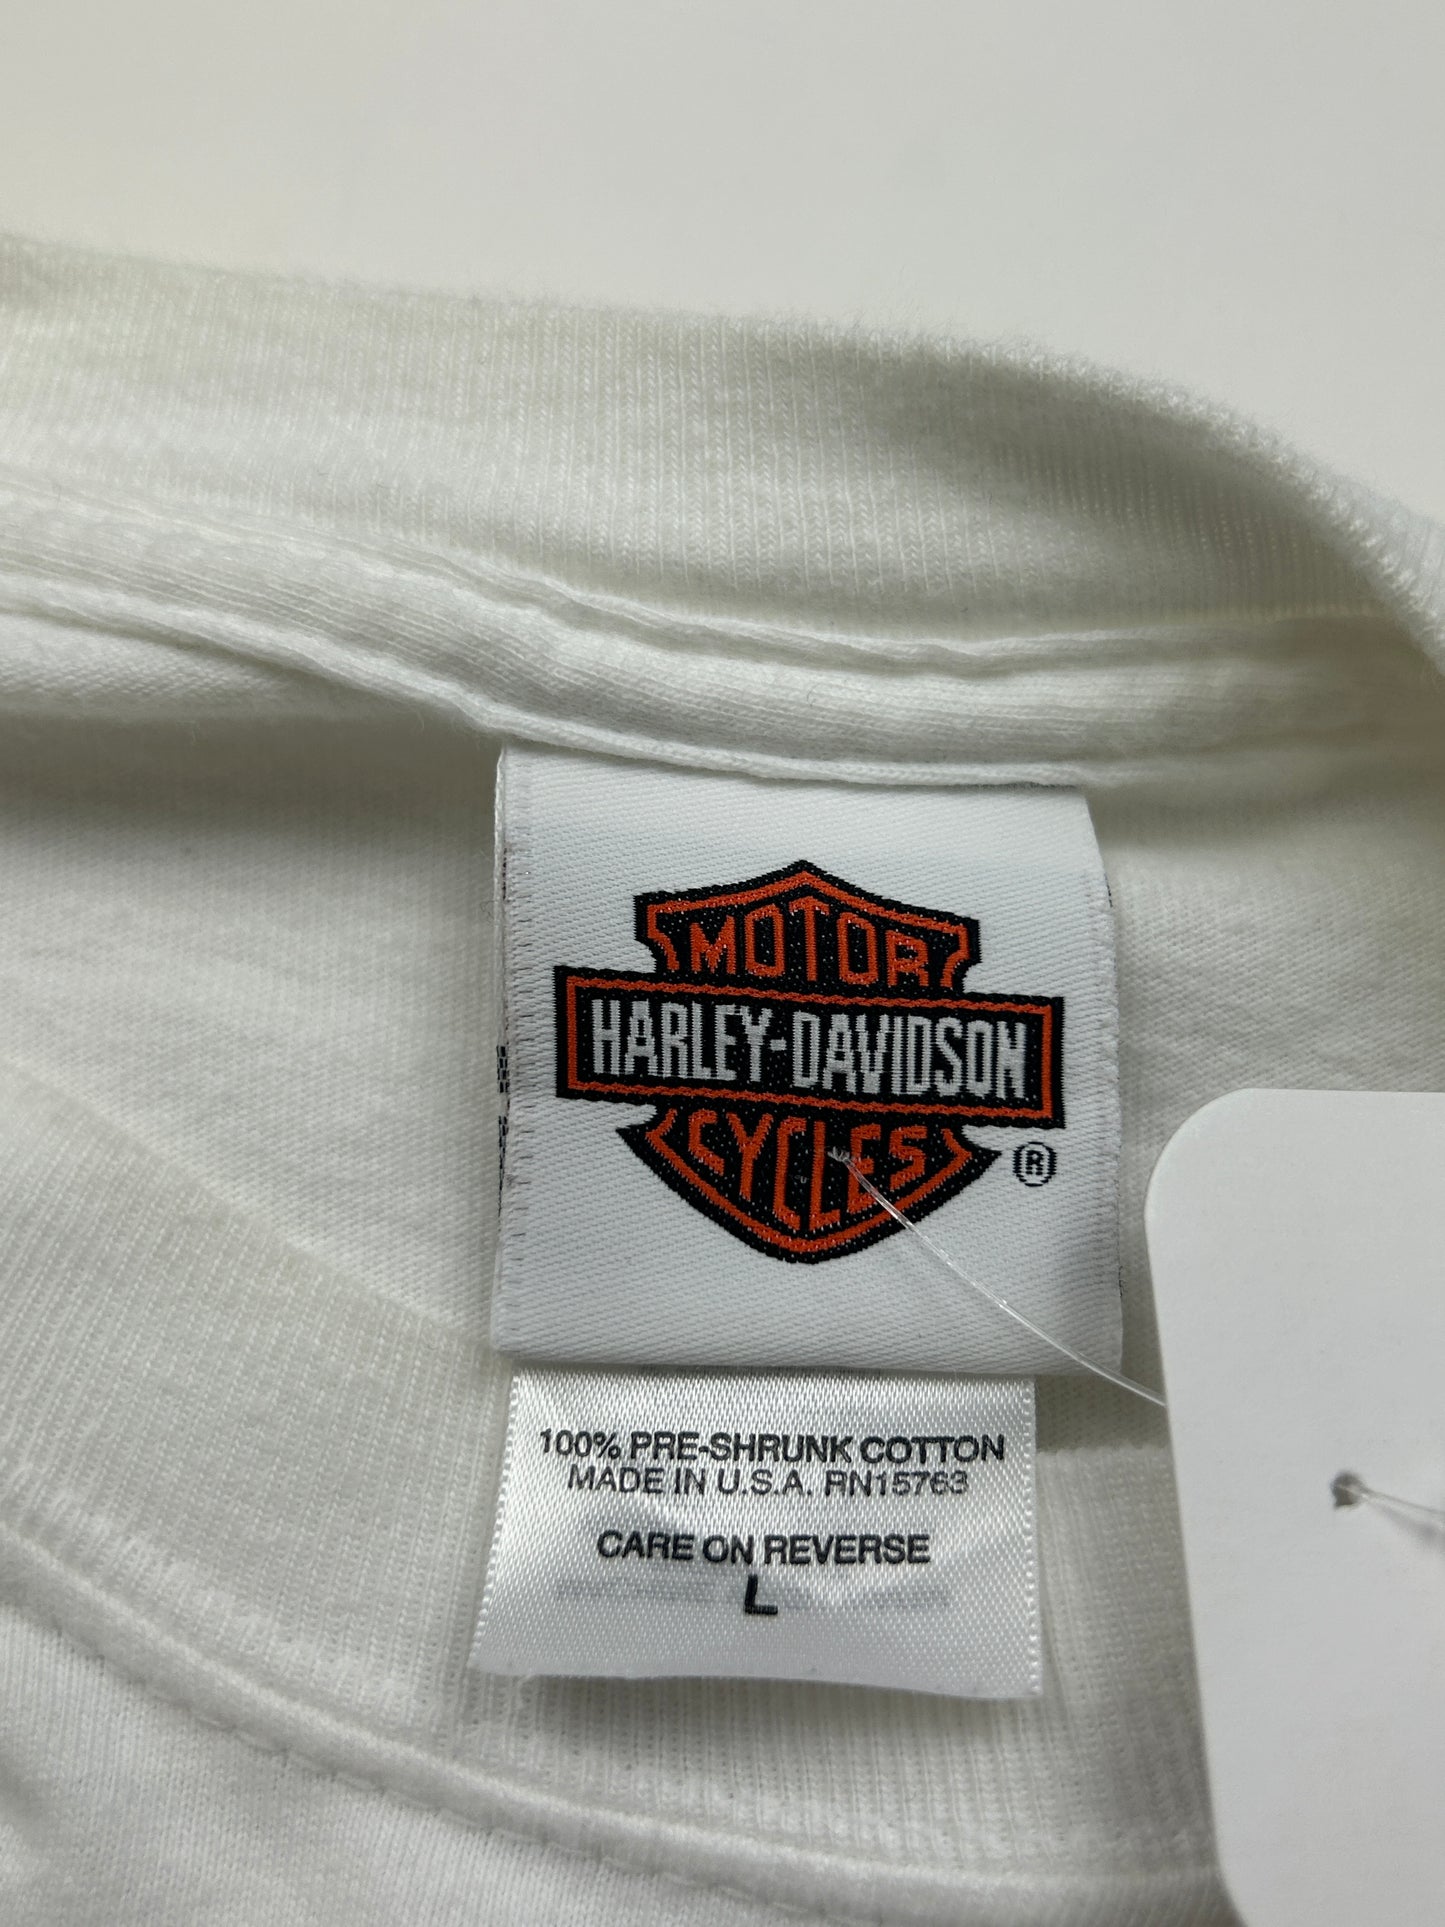 MOTOR
HARLEY-DAVIDSON
CYCLES
®
100% PRE-SHRUNK COTTON
MADE IN U.S.A. RN15763
CARE ON REVERSE
L